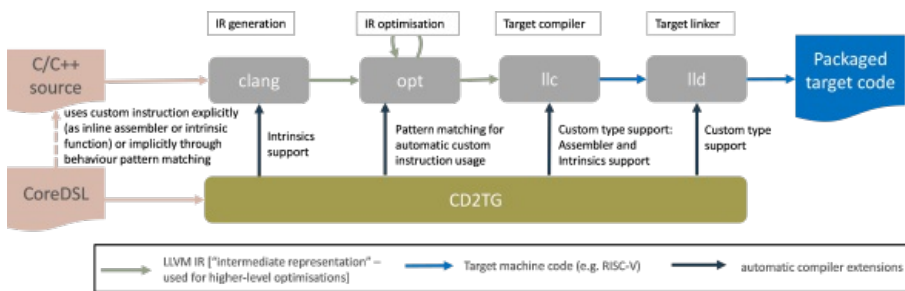 IR generation
IR optimisation
Target compiler
Target linker
C/C++
source
clang
opt
llc
lld
Packaged
target code
uses custom instruction explicitly
(as inline assembler or intrinsic
function) or implicitly through
behaviour pattern matching
Intrinsics
support
Pattern matching for
automatic custom
instruction usage
Custom type support:
Assembler and
Intrinsics support
Custom type
support
CoreDSL
CD2TG
LLVM IR ["intermediate representation" –
used for higher-level optimisations]
Target machine code (e.g. RISC-V)
automatic compiler extensions